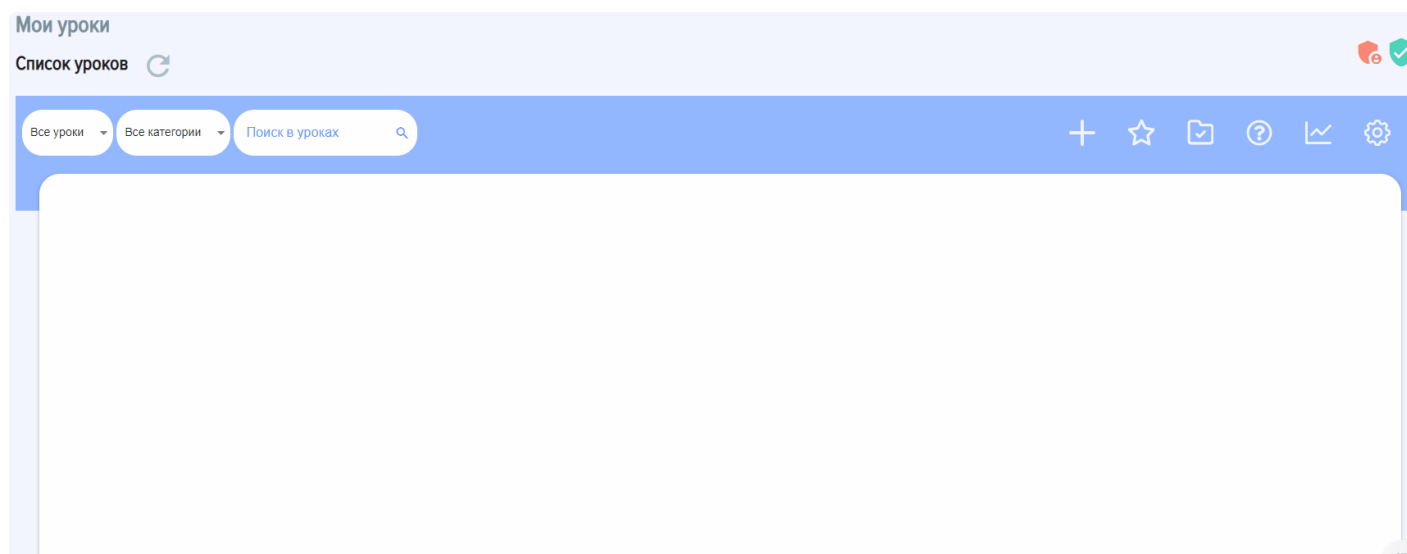 Мои уроки
Список уроков
Все уроки Все категории Поиск в уроках